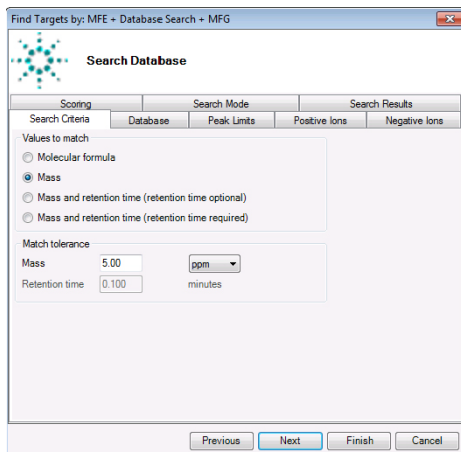 Find Targets by: MFE + Database Search + MFG
Search Database
Scoring Search Mode Search Results
Search Criteria Database Peak Limits Positive Ions Negative Ions
Values to match
Molecular formula
Mass
Mass and retention time (retention time optional)
Mass and retention time (retention time required)
Match tolerance
Mass 5.00 ppm
Retention time 0.100 minutes
Previous Next Finish Cancel